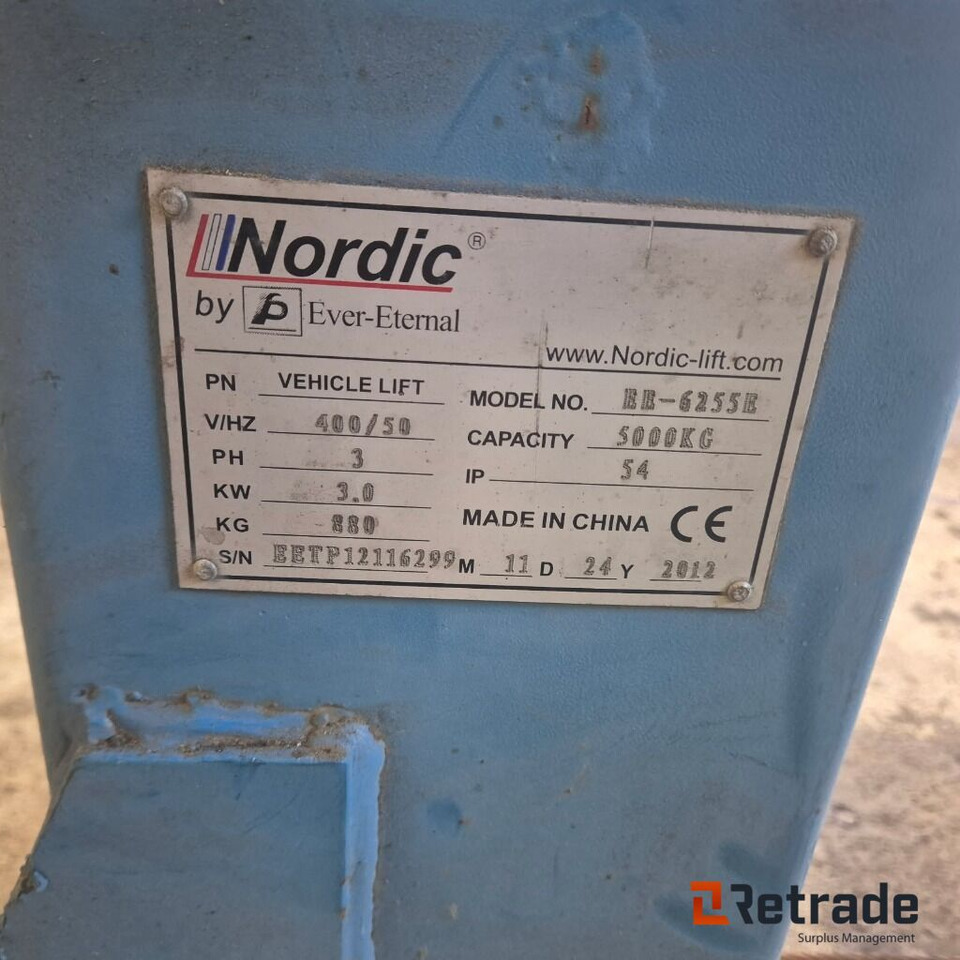 Nordic®
by Ever-Eternal
www.Nordic-lift.com
PN VEHICLE LIFT
V/HZ 400/50
PH 3
KW 3.0
KG 880
S/N EETP12116299
MODEL NO. EE-6255E
CAPACITY 5000KG
IP 54
MADE IN CHINA CE
M 11 D 24 Y 2012
Retrade
Surplus Management